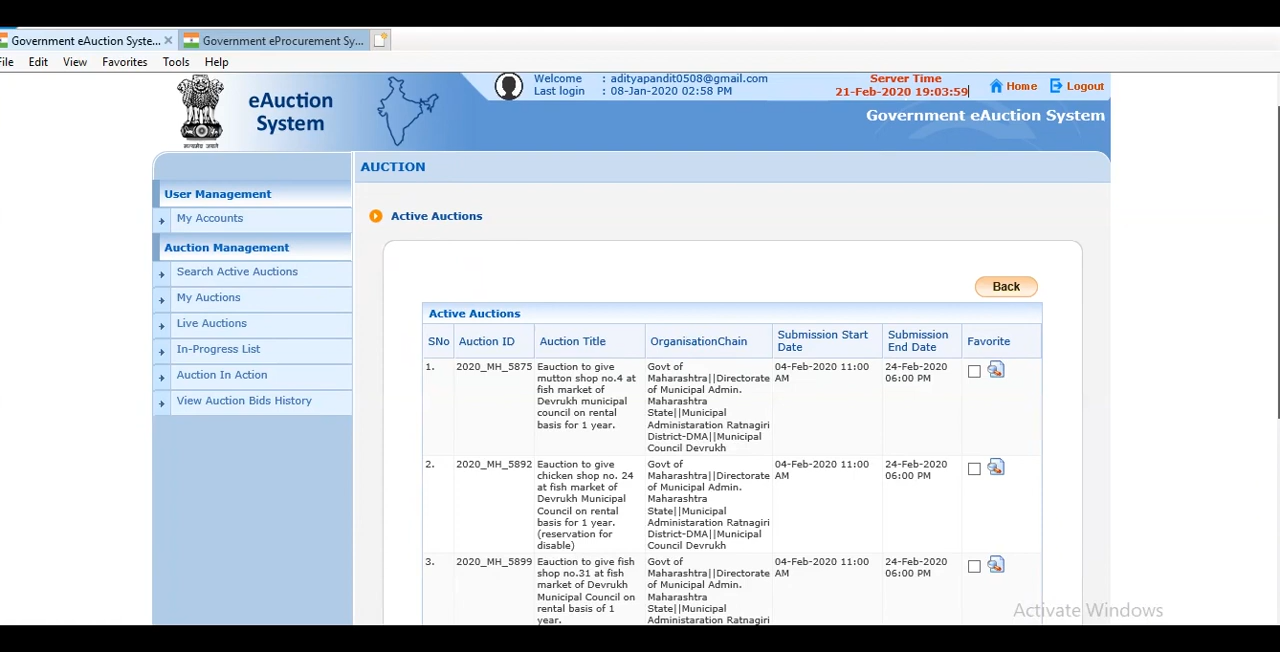 Government eAuction Syste...
Government eProcurement Sy...
File Edit View Favorites Tools Help
eAuction
System
Welcome : adityapandit0508@gmail.com
Last login : 08-Jan-2020 02:58 PM
Server Time
21-Feb-2020 19:03:59
Home
Logout
Government eAuction System
User Management
My Accounts
Auction Management
Search Active Auctions
My Auctions
Live Auctions
In-Progress List
Auction In Action
View Auction Bids History
AUCTION
Active Auctions
Back
Active Auctions
SNo
Auction ID
Auction Title
OrganisationChain
Submission Start
Date
Submission
End Date
Favorite
1.
2020_MH_5875
Eauction to give
mutton shop no.4 at
fish market of
Devrukh municipal
council on rental
basis for 1 year.
Govt of
Maharashtra||Directorate
of Municipal Admin.
Maharashtra
State||Municipal
Administaration Ratnagiri
District-DMA||Municipal
Council Devrukh
04-Feb-2020 11:00
AM
24-Feb-2020
06:00 PM
2.
2020_MH_5892
Eauction to give
chicken shop no. 24
at fish market of
Devrukh Municipal
Council on rental
basis for 1 year.
(reservation for
disable)
Govt of
Maharashtra||Directorate
of Municipal Admin.
Maharashtra
State||Municipal
Administaration Ratnagiri
District-DMA||Municipal
Council Devrukh
04-Feb-2020 11:00
AM
24-Feb-2020
06:00 PM
3.
2020_MH_5899
Eauction to give fish
shop no.31 at fish
market of Devrukh
Municipal Council on
rental basis of 1
year.
Govt of
Maharashtra||Directorate
of Municipal Admin.
Maharashtra
State||Municipal
Administaration Ratnagiri
04-Feb-2020 11:00
AM
24-Feb-2020
06:00 PM
Activate Windows